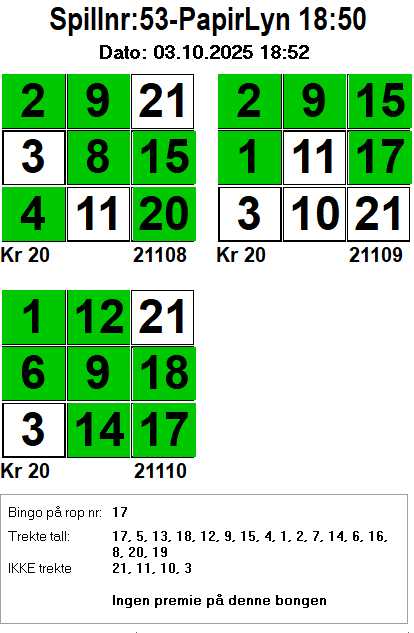 Spillnr:53-PapirLyn 18:50
Dato: 03.10.2025 18:52
2 9 21
3 8 15
4 11 20
Kr 20 21108
2 9 15
1 11 17
3 10 21
Kr 20 21109
1 12 21
6 9 18
3 14 17
Kr 20 21110
Bingo på rop nr: 17
Trekte tall: 17, 5, 13, 18, 12, 9, 15, 4, 1, 2, 7, 14, 6, 16,
8, 20, 19
IKKE trekte 21, 11, 10, 3
Ingen premie på denne bongen